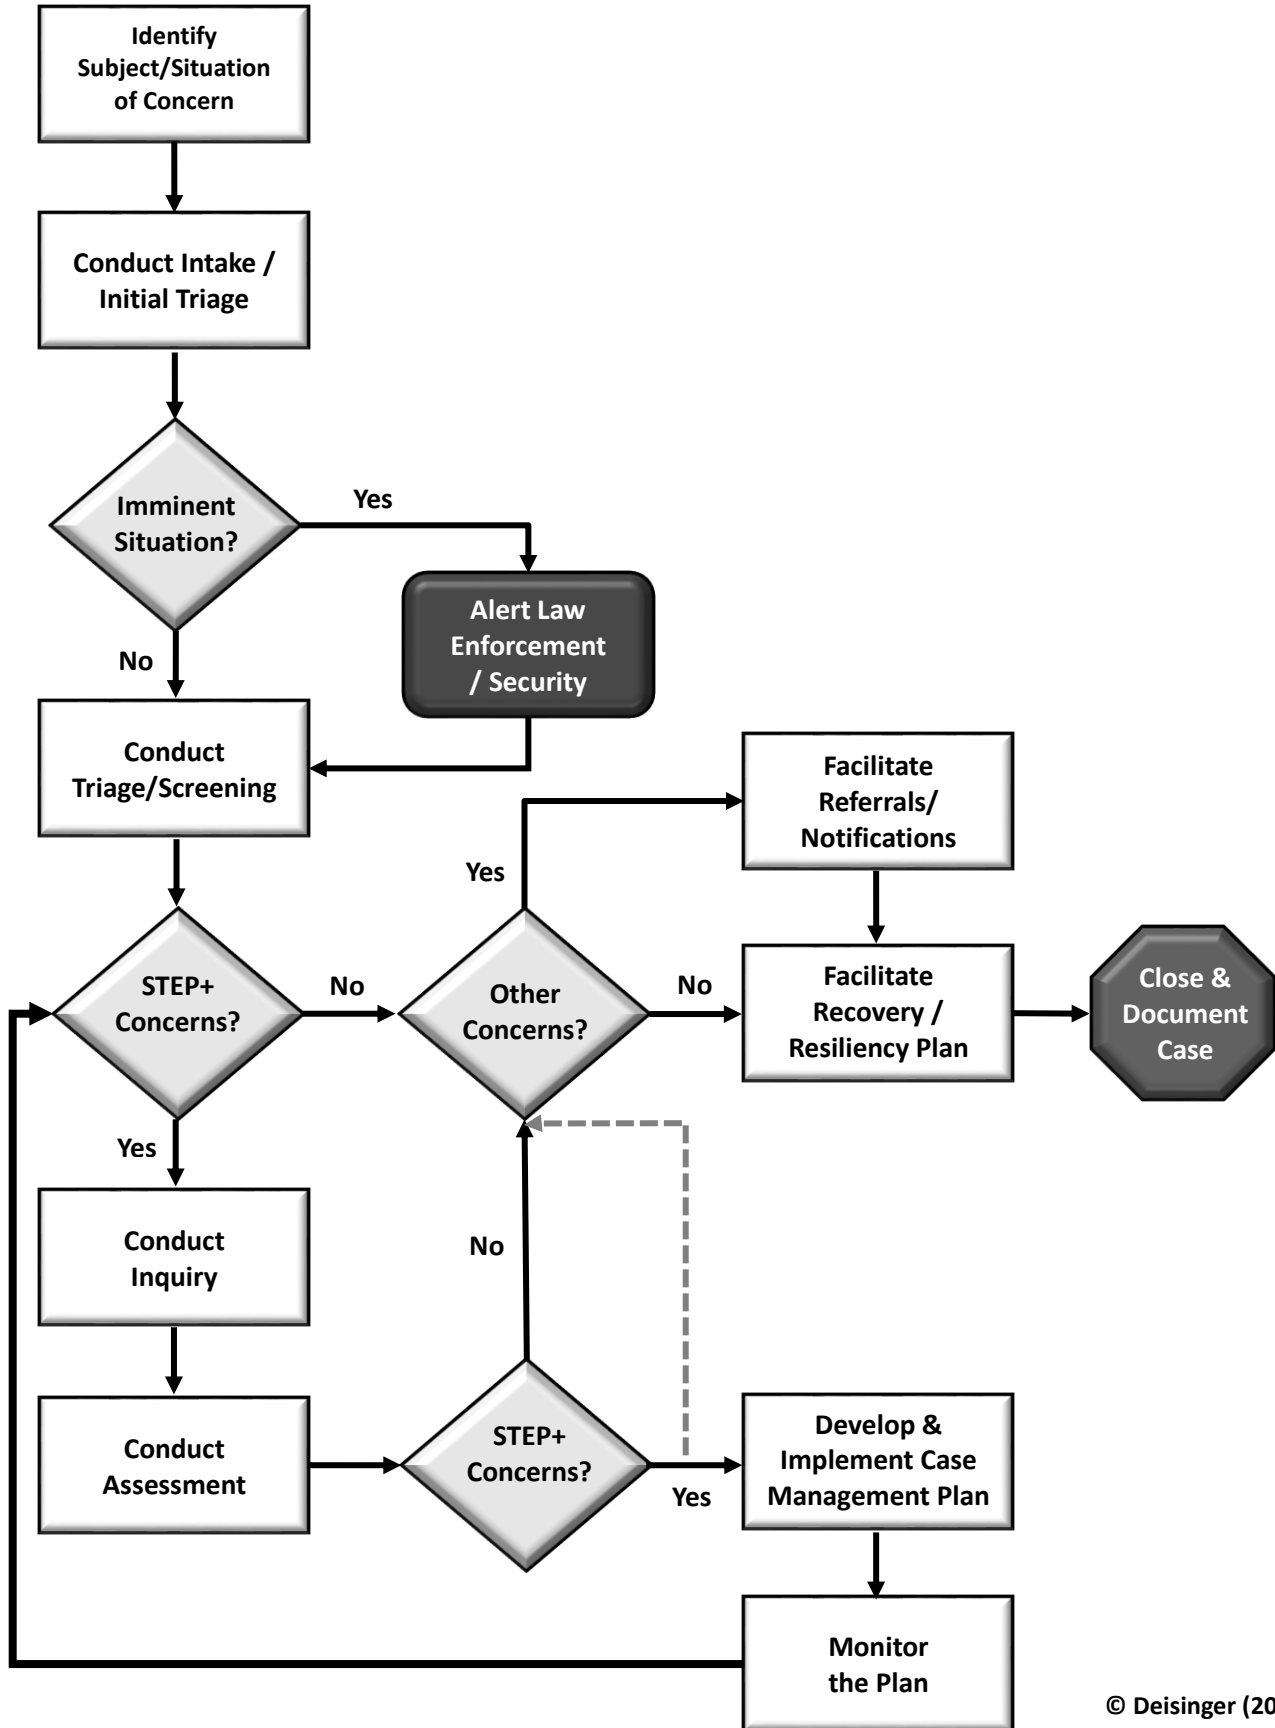 Identify
Subject/Situation
of Concern
Conduct Intake /
Initial Triage
Imminent
Situation?
Yes
Alert Law
Enforcement
/ Security
No
Conduct
Triage/Screening
Facilitate
Referrals/
Notifications
Yes
STEP+
Concerns?
No
Other
Concerns?
No
Facilitate
Recovery /
Resiliency Plan
Close &
Document
Case
Yes
Conduct
Inquiry
No
Conduct
Assessment
STEP+
Concerns?
Yes
Develop &
Implement Case
Management Plan
Monitor
the Plan
© Deisinger (20